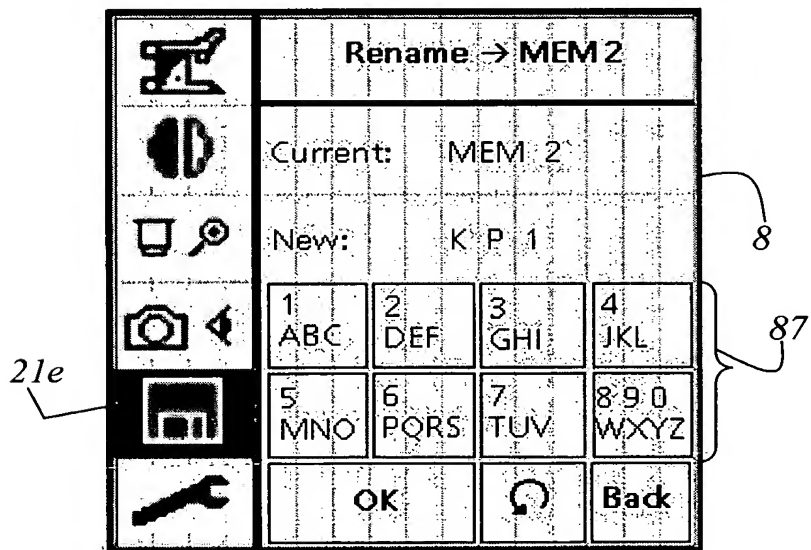 Rename → MEM 2
Current: MEM 2
New: K P 1
8
1
ABC
2
DEF
3
GHI
4
JKL
87
21e
5
MNO
6
PQRS
7
TUV
8 9 0
WXYZ
OK
Back